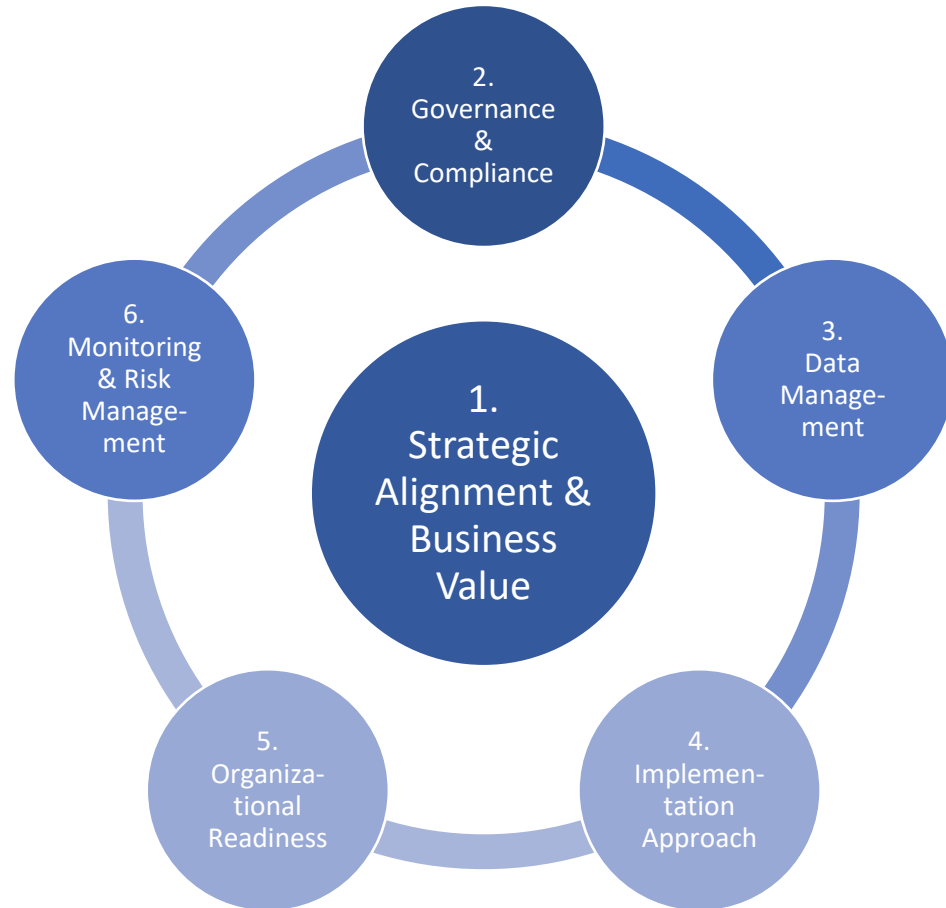 1.
Strategic
Alignment &
Business
Value
2.
Governance
&
Compliance
3.
Data
Manage-
ment
4.
Implemen-
tation
Approach
5.
Organiza-
tional
Readiness
6.
Monitoring
& Risk
Manage-
ment